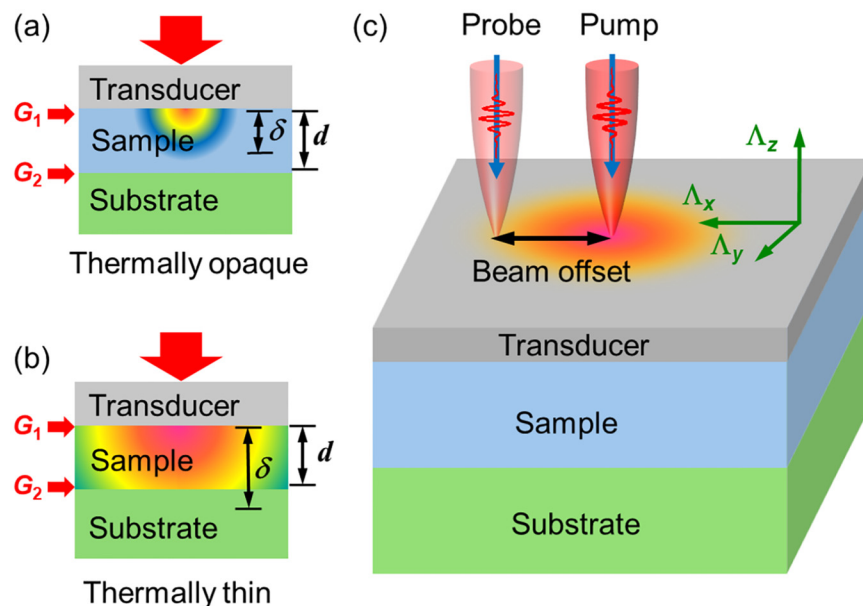 (a)
Transducer
G₁
Sample
δ
d
G₂
Substrate
Thermally opaque
(b)
Transducer
G₁
Sample
δ
d
G₂
Substrate
Thermally thin
(c)
Probe
Pump
Λz
Λx
Λy
Beam offset
Transducer
Sample
Substrate